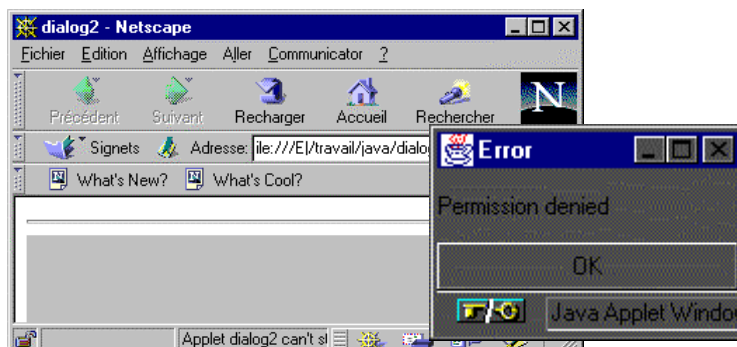 dialog2 - Netscape
Fichier Edition Affichage Aller Communicator ?
Précédent Suivant Recharger Accueil Rechercher
N
Signets Adresse: ile:///E|/travail/java/dialo
What's New? What's Cool?
Applet dialog2 can't
Error
Permission denied
OK
Java Applet Windo